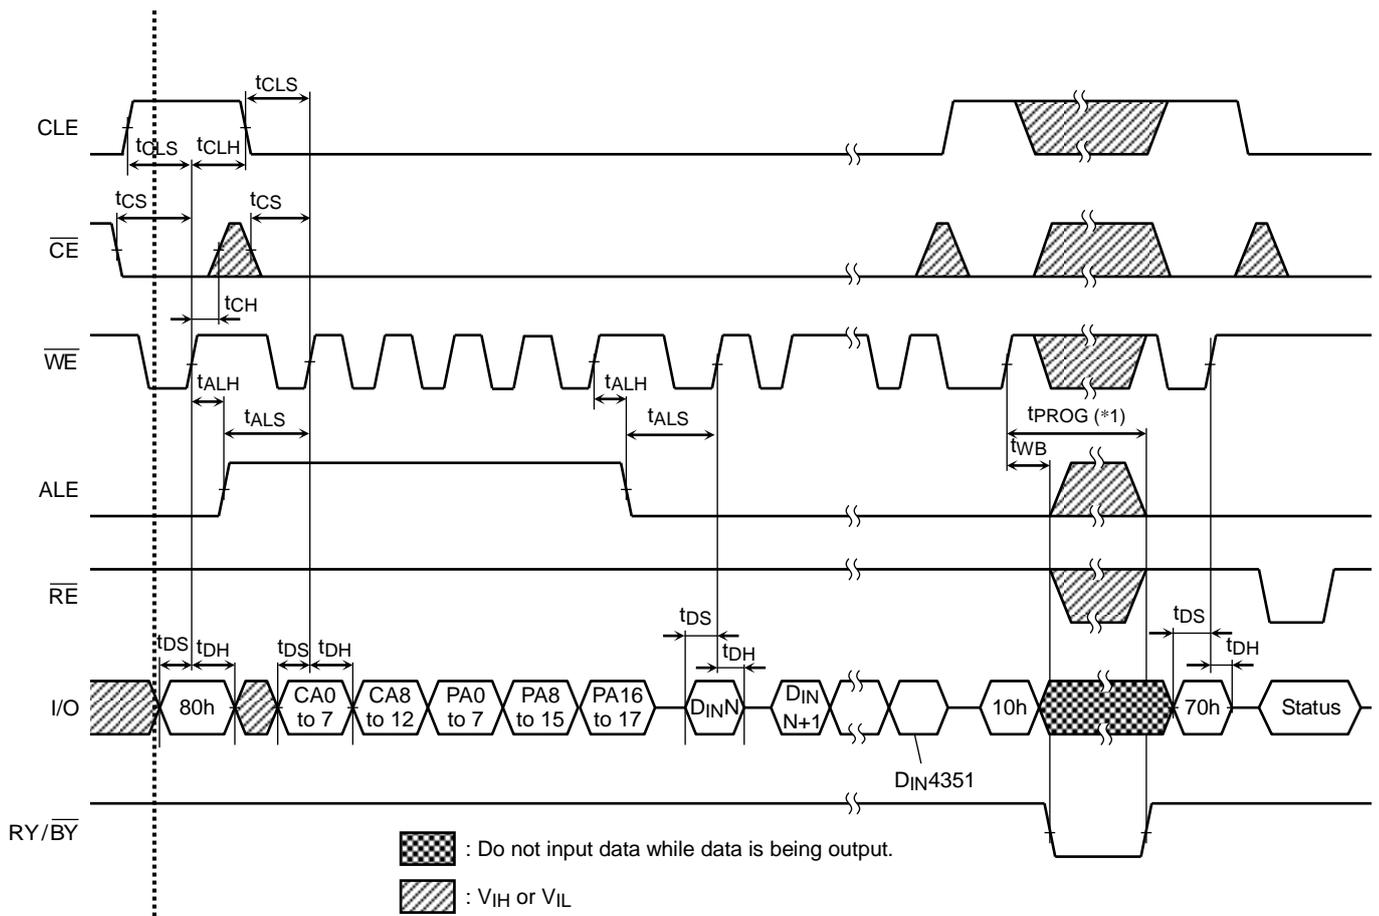 tCLS
CLE
tCLS tCLH
tCS tCS
CE
tCH
WE
tALH tALH
tALS tALS
tPROG (*1)
tWB
ALE
RE
tDS tDH tDS tDH tDS tDH tDS tDH
I/O
80h
CA0 to 7
CA8 to 12
PA0 to 7
PA8 to 15
PA16 to 17
DINN
DIN N+1
10h
70h
Status
DIN4351
RY/BY
: Do not input data while data is being output.
: VIH or VIL